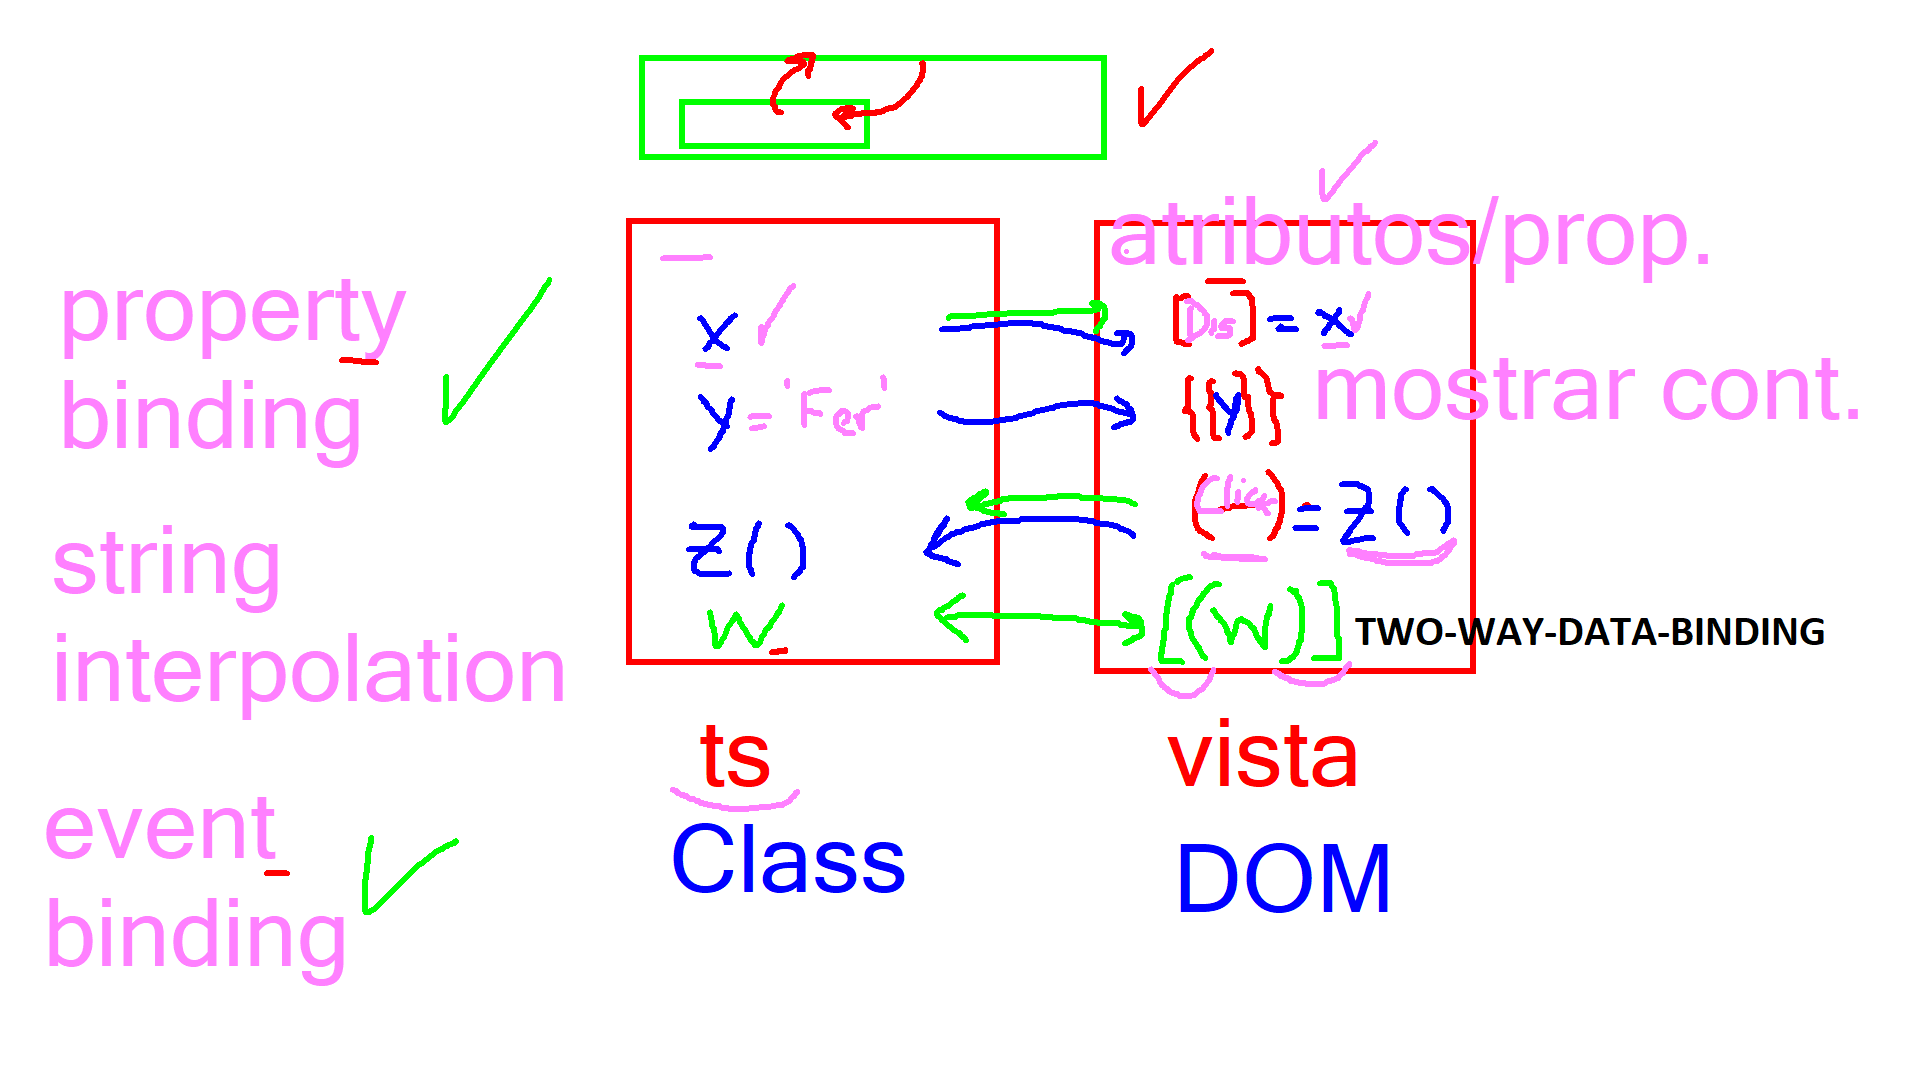 atributos/prop.
property
binding
x
[Dis] = x
y = 'Fer'
{{y}}
mostrar cont.
string
interpolation
z()
(Click) = z()
w
[(w)]
TWO-WAY-DATA-BINDING
event
binding
ts
vista
Class
DOM